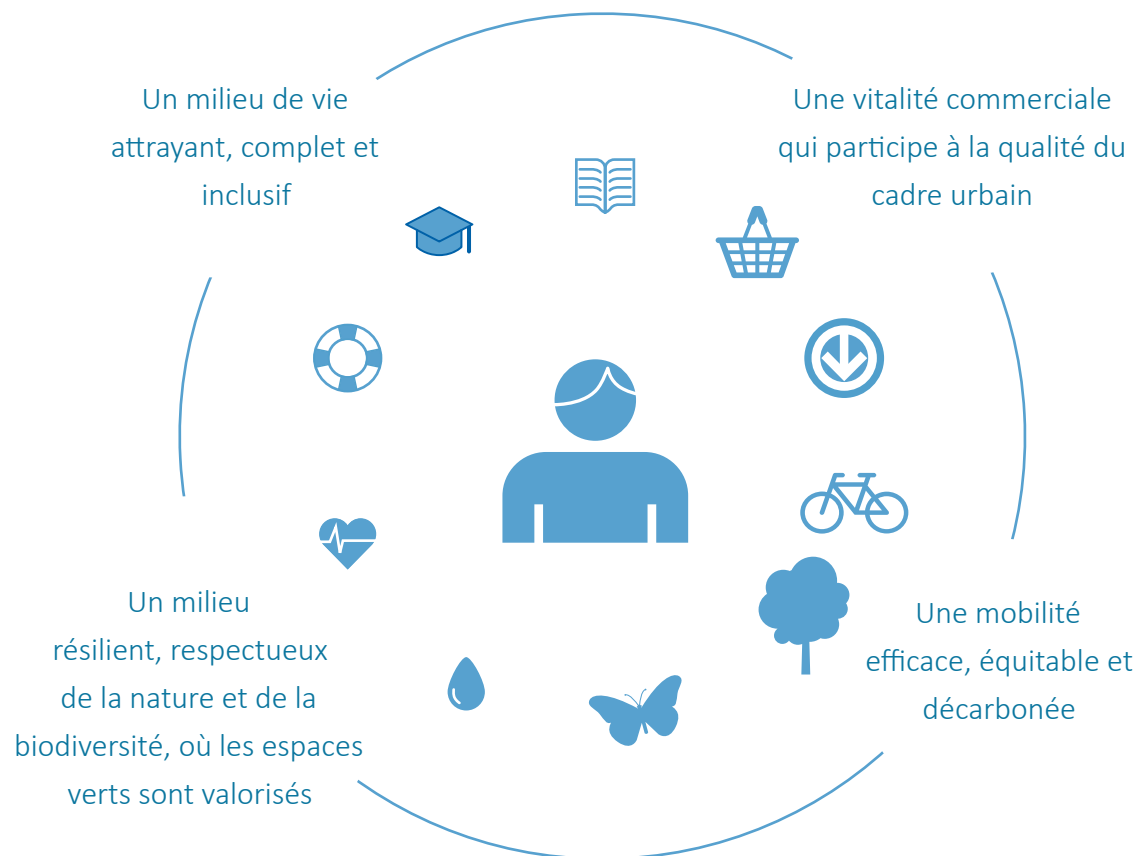 Un milieu de vie
attrayant, complet et
inclusif
Une vitalité commerciale
qui participe à la qualité du
cadre urbain
Un milieu
résilient, respectueux
de la nature et de la
biodiversité, où les espaces
verts sont valorisés
Une mobilité
efficace, équitable et
décarbonée